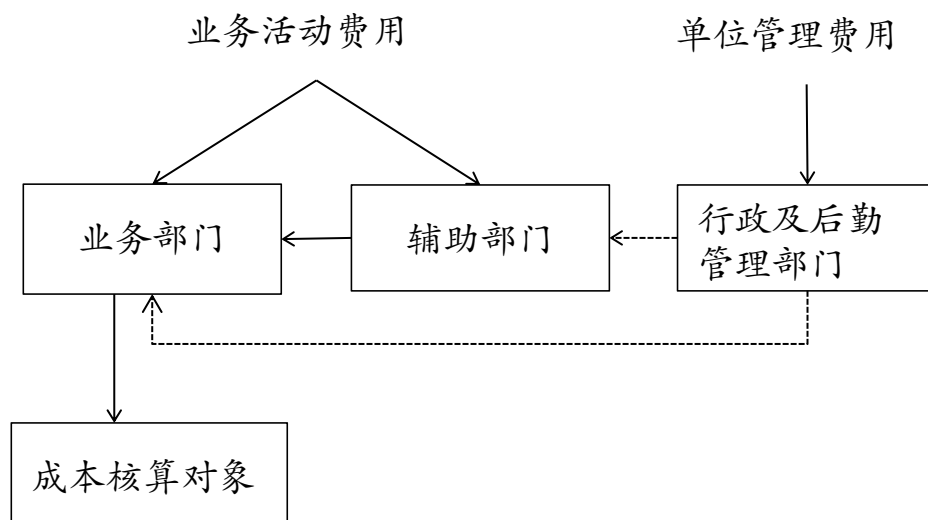 业务活动费用
单位管理费用
业务部门
辅助部门
行政及后勤
管理部门
成本核算对象